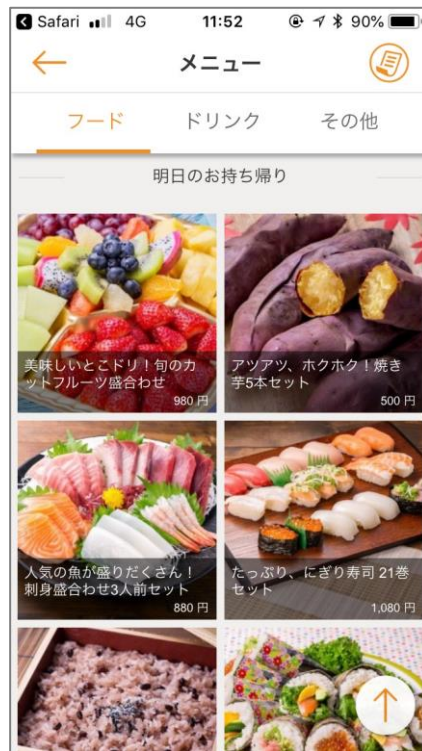 Safari 4G 11:52 90%
メニュー
フード ドリンク その他
明日のお持ち帰り
美味しいとこドリ！旬のカ
ットフルーツ盛合わせ
980 円
アツアツ、ホクホク！焼き
芋5本セット
500 円
人気の魚が盛りだくさん！
刺身盛合わせ3人前セット
880 円
たっぷり、にぎり寿司 21巻
セット
1,080 円